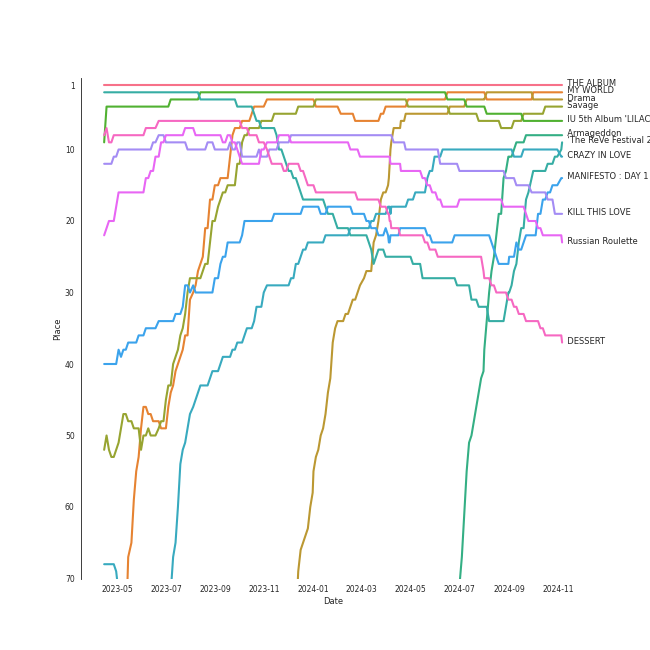 THE ALBUM
MY WORLD
Drama
Savage
IU 5th Album 'LILAC
Armageddon
'The ReVe Festival 2
CRAZY IN LOVE
MANIFESTO : DAY 1
KILL THIS LOVE
Russian Roulette
DESSERT
1
10
20
30
40
50
60
70
Place
2023-05 2023-07 2023-09 2023-11 2024-01 2024-03 2024-05 2024-07 2024-09 2024-11
Date